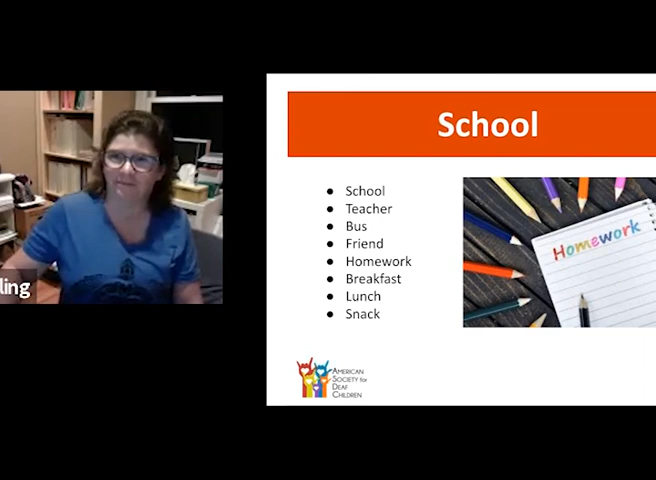 School
School
Teacher
Bus
Friend
Homework
Breakfast
Lunch
Snack
Homework
ling
AMERICAN
SOCIETY for
DEAF
CHILDREN